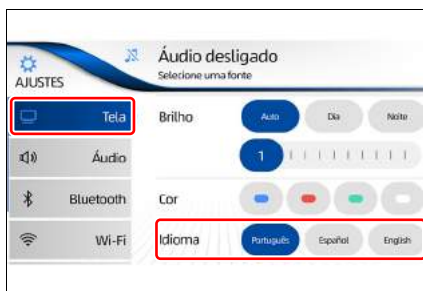 AJUSTES
Áudio desligado
Selecione uma fonte
Tela
Áudio
Bluetooth
Wi-Fi
Brilho
Auto Dia Noite
1
Cor
Idioma
Português Español English